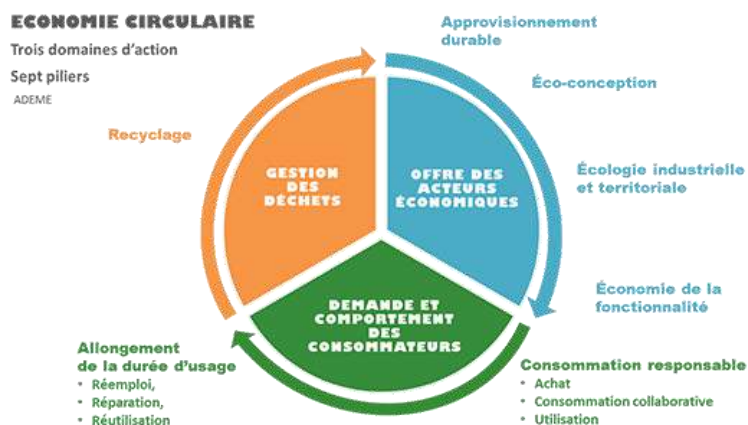 ECONOMIE CIRCULAIRE
Trois domaines d'action
Sept piliers
ADEME
Approvisionnement
durable
Éco-conception
Écologie industrielle
et territoriale
Économie de la
fonctionnalité
Recyclage
GESTION
DES
DÉCHETS
OFFRE DES
ACTEURS
ÉCONOMIQUES
DEMANDE ET
COMPORTEMENT
DES
CONSOMMATEURS
Allongement
de la durée d'usage
• Réemploi,
• Réparation,
• Réutilisation
Consommation responsable
• Achat
• Consommation collaborative
• Utilisation